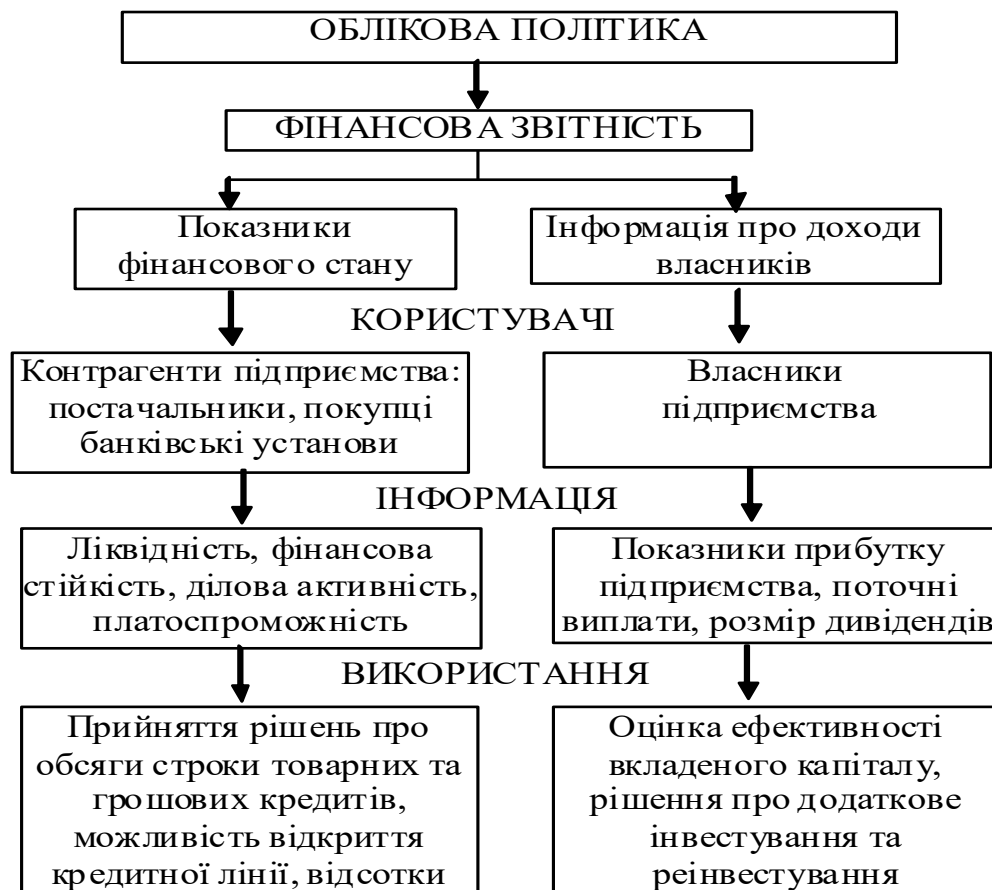 ОБЛІКОВА ПОЛІТИКА
ФІНАНСОВА ЗВІТНІСТЬ
Показники
фінансового стану
Інформація про доходи
власників
КОРИСТУВАЧІ
Контрагенти підприємства:
постачальники, покупці
банківські установи
Власники
підприємства
ІНФОРМАЦІЯ
Ліквідність, фінансова
стійкість, ділова активність,
платоспроможність
Показники прибутку
підприємства, поточні
виплати, розмір дивідендів
ВИКОРИСТАННЯ
Прийняття рішень про
обсяги строки товарних та
грошових кредитів,
можливість відкриття
кредитної лінії, відсотки
Оцінка ефективності
вкладеного капіталу,
рішення про додаткове
інвестування та
реінвестування